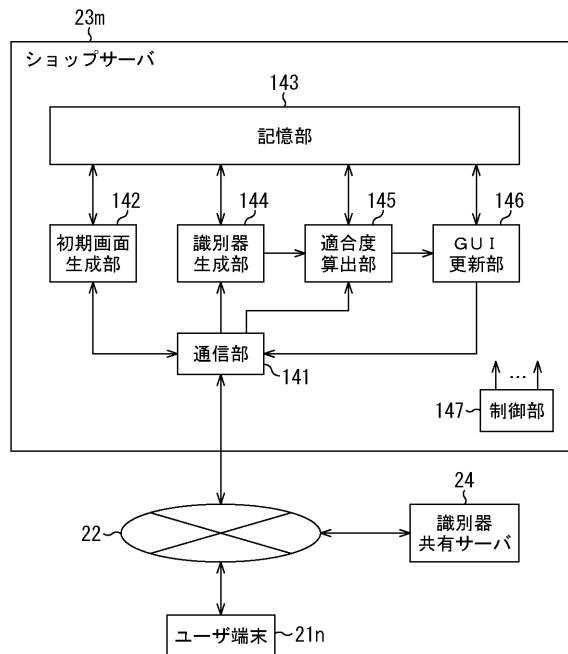 23m
ショップサーバ
143
記憶部
142
144
145
146
初期画面
生成部
識別器
生成部
適合度
算出部
GUI
更新部
通信部
141
…
147
制御部
22
24
識別器
共有サーバ
ユーザ端末
21n